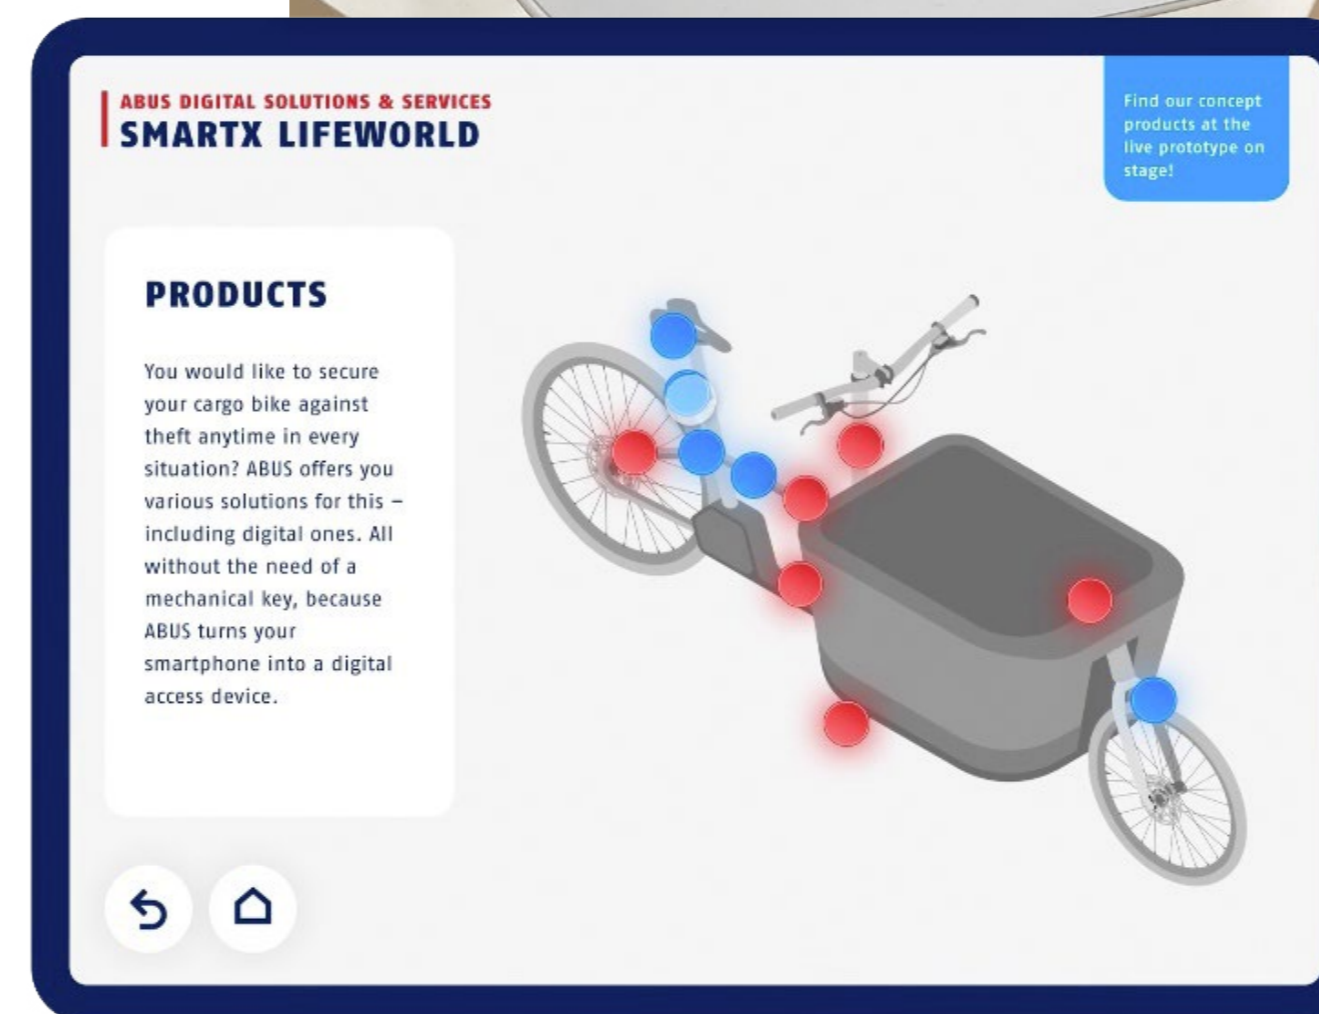 ABUS DIGITAL SOLUTIONS & SERVICES
SMARTX LIFEWORLD
Find our concept
products at the
live prototype on
stage!
PRODUCTS
You would like to secure
your cargo bike against
theft anytime in every
situation? ABUS offers you
various solutions for this –
including digital ones. All
without the need of a
mechanical key, because
ABUS turns your
smartphone into a digital
access device.